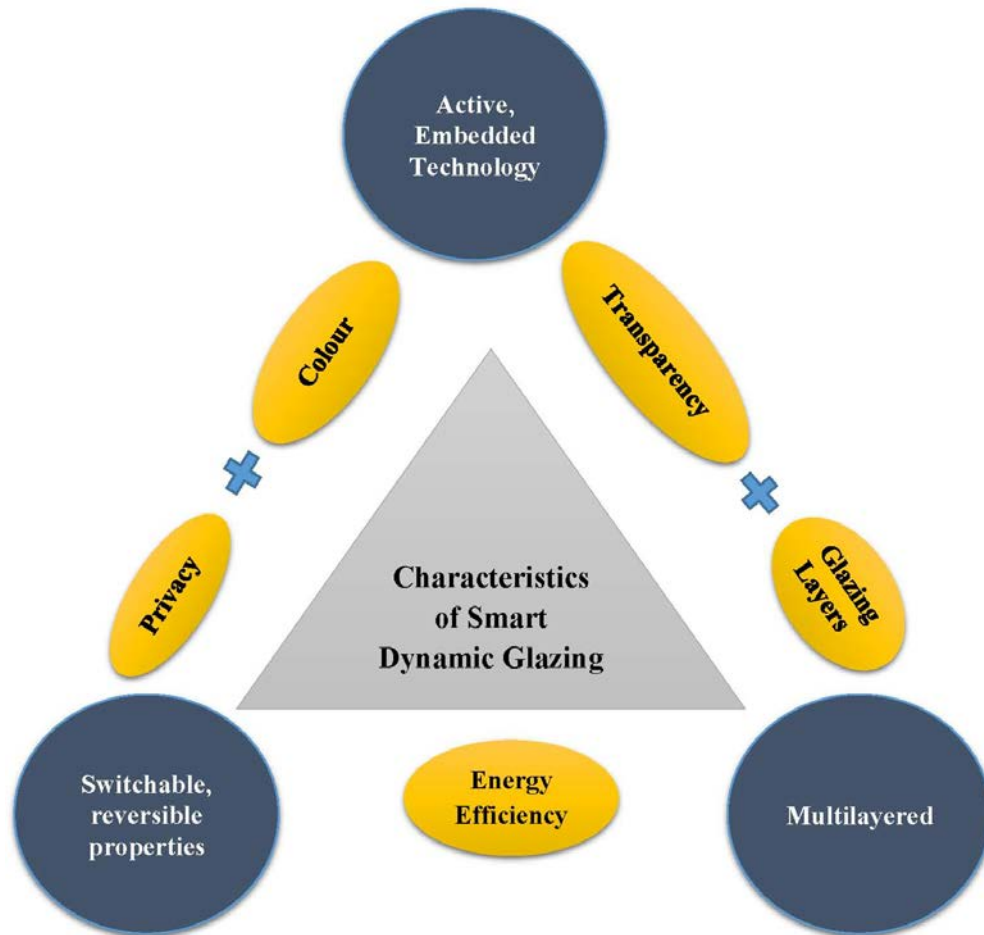 Active,
Embedded
Technology
Colour
Transparency
Privacy
Glazing
Layers
Characteristics
of Smart
Dynamic Glazing
Switchable,
reversible
properties
Energy
Efficiency
Multilayered